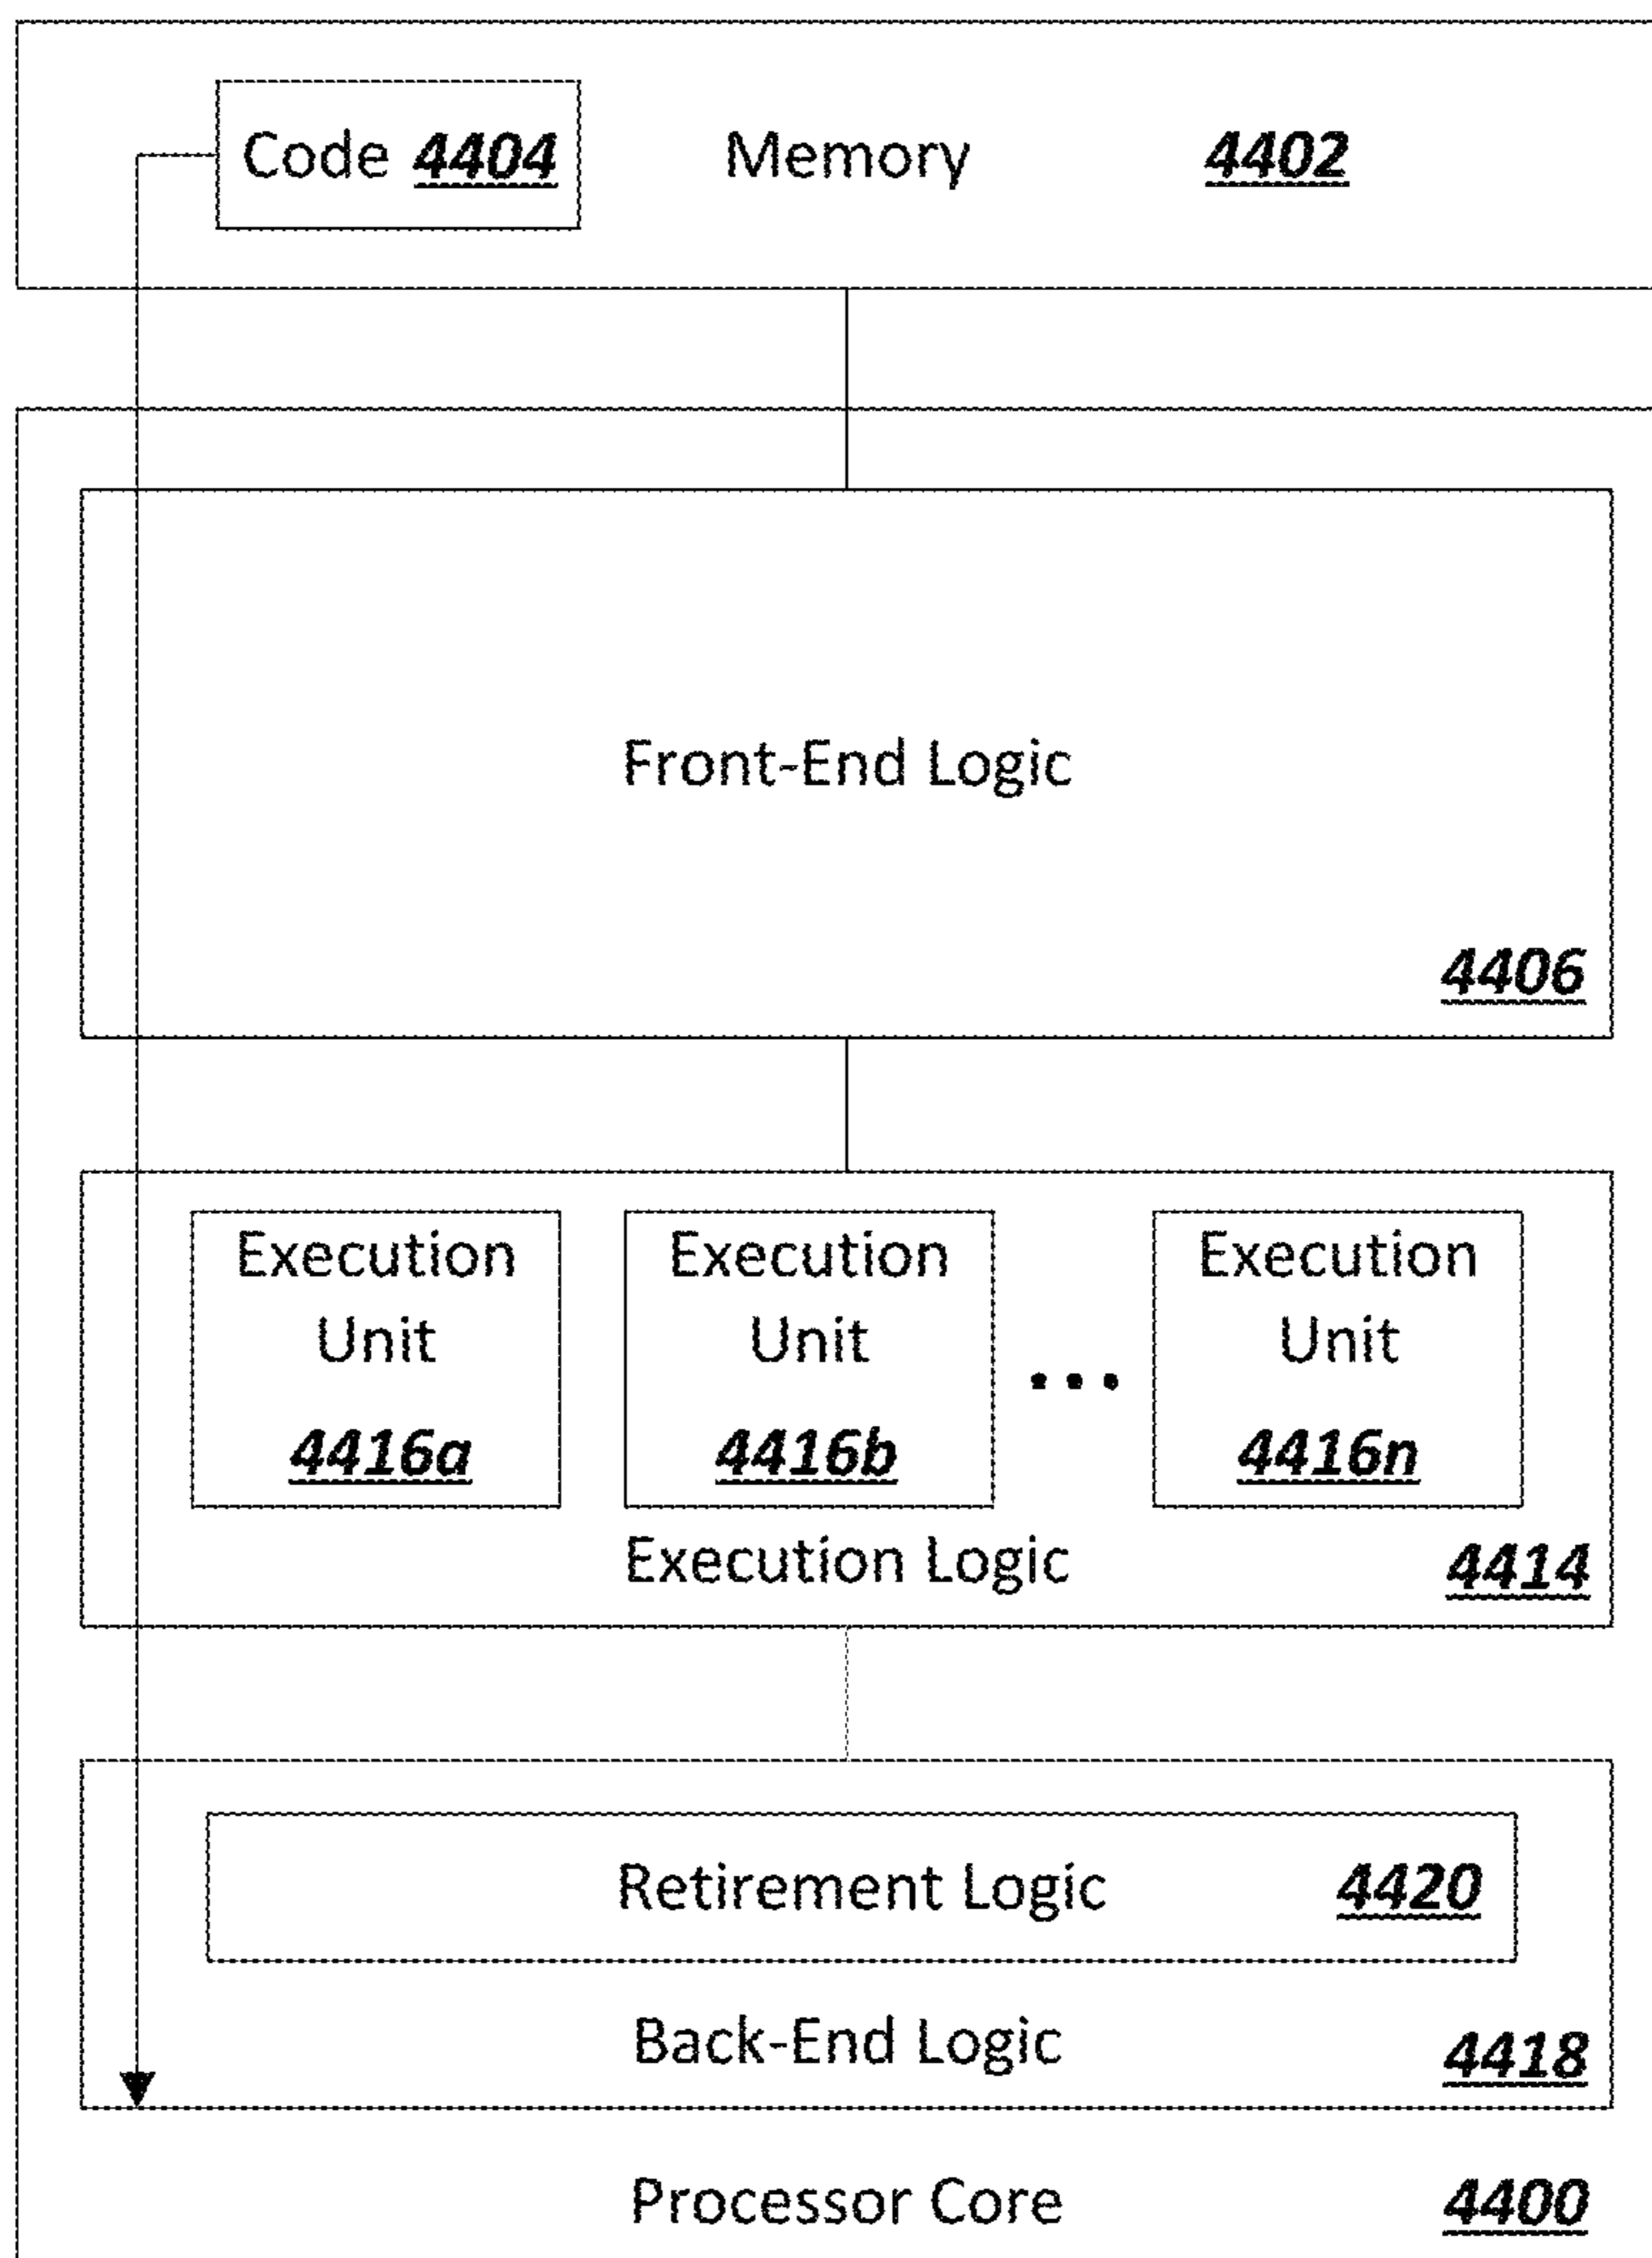 Code 4404 Memory 4402
Front-End Logic
4406
Execution Execution Execution
Unit Unit Unit
...
4416a 4416b 4416n
Execution Logic 4414
Retirement Logic 4420
Back-End Logic 4418
Processor Core 4400